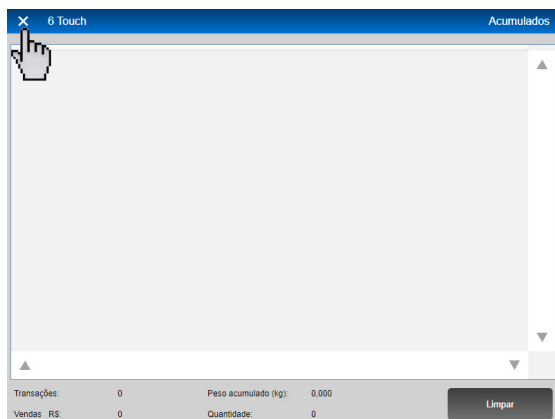 6 Touch Acumulados
Transações: 0 Peso acumulado (kg): 0,000
Vendas R$: 0 Quantidade: 0
Limpar